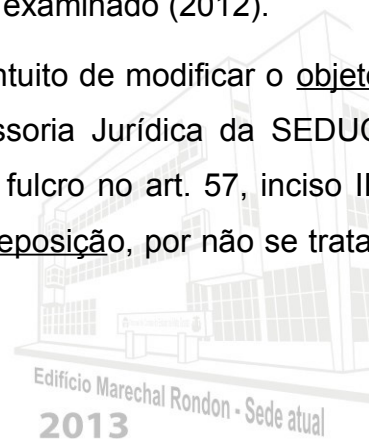 examinado (2012).
ntuito de modificar o objeto
ssoria Jurídica da SEDUC
fulcro no art. 57, inciso II
eposição, por não se trata
Edifício Marechal Rondon - Sede atual
2013